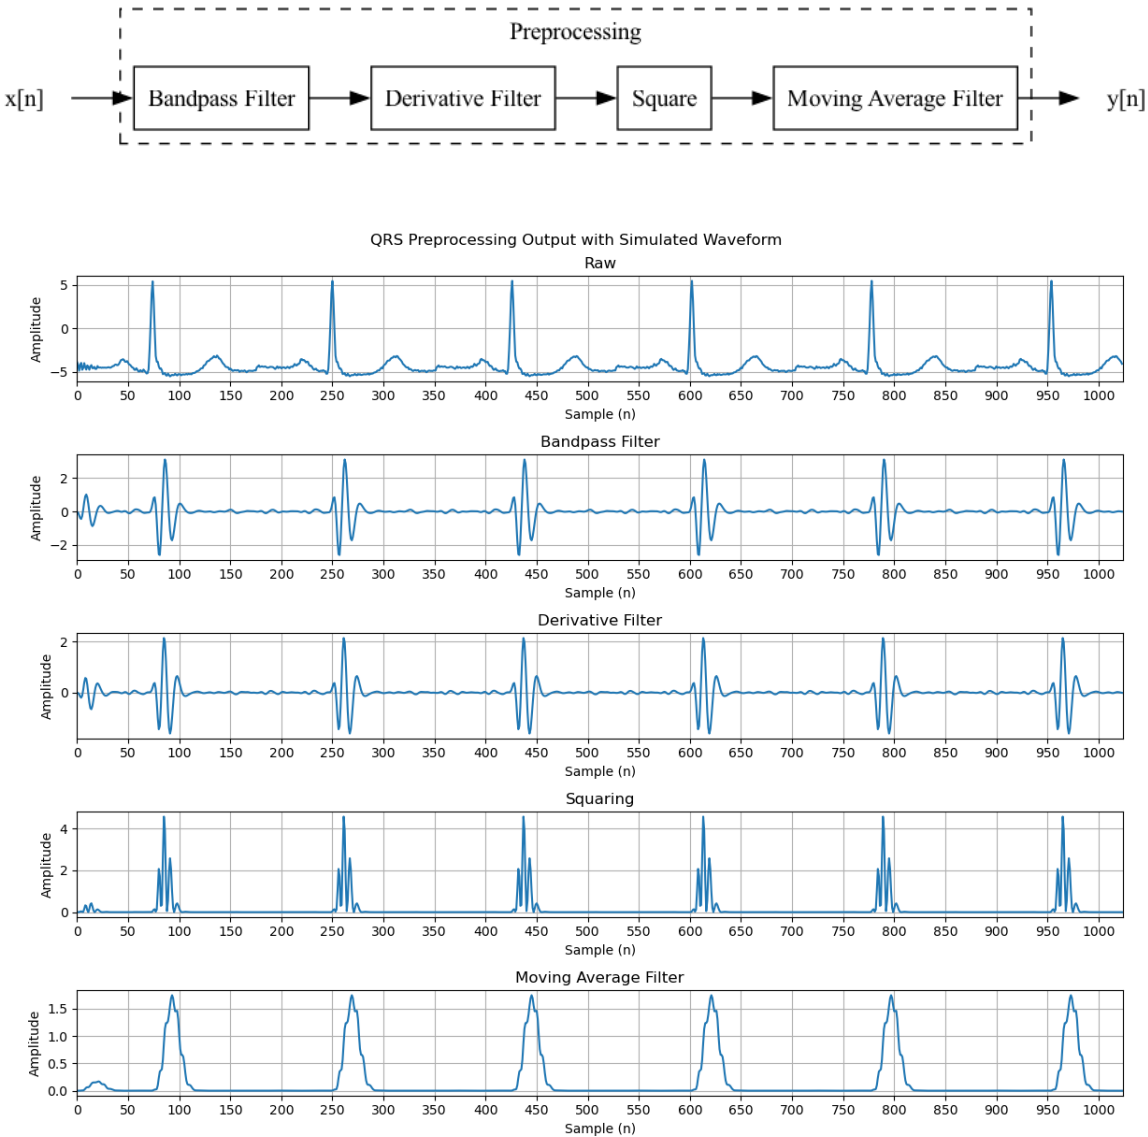 Preprocessing
x[n] Bandpass Filter Derivative Filter Square Moving Average Filter y[n]
QRS Preprocessing Output with Simulated Waveform
Raw
Amplitude
5
0
−5
0 50 100 150 200 250 300 350 400 450 500 550 600 650 700 750 800 850 900 950 1000
Sample (n)
Bandpass Filter
Amplitude
2
0
−2
0 50 100 150 200 250 300 350 400 450 500 550 600 650 700 750 800 850 900 950 1000
Sample (n)
Derivative Filter
Amplitude
2
0
0 50 100 150 200 250 300 350 400 450 500 550 600 650 700 750 800 850 900 950 1000
Sample (n)
Squaring
Amplitude
4
2
0
0 50 100 150 200 250 300 350 400 450 500 550 600 650 700 750 800 850 900 950 1000
Sample (n)
Moving Average Filter
Amplitude
1.5
1.0
0.5
0.0
0 50 100 150 200 250 300 350 400 450 500 550 600 650 700 750 800 850 900 950 1000
Sample (n)